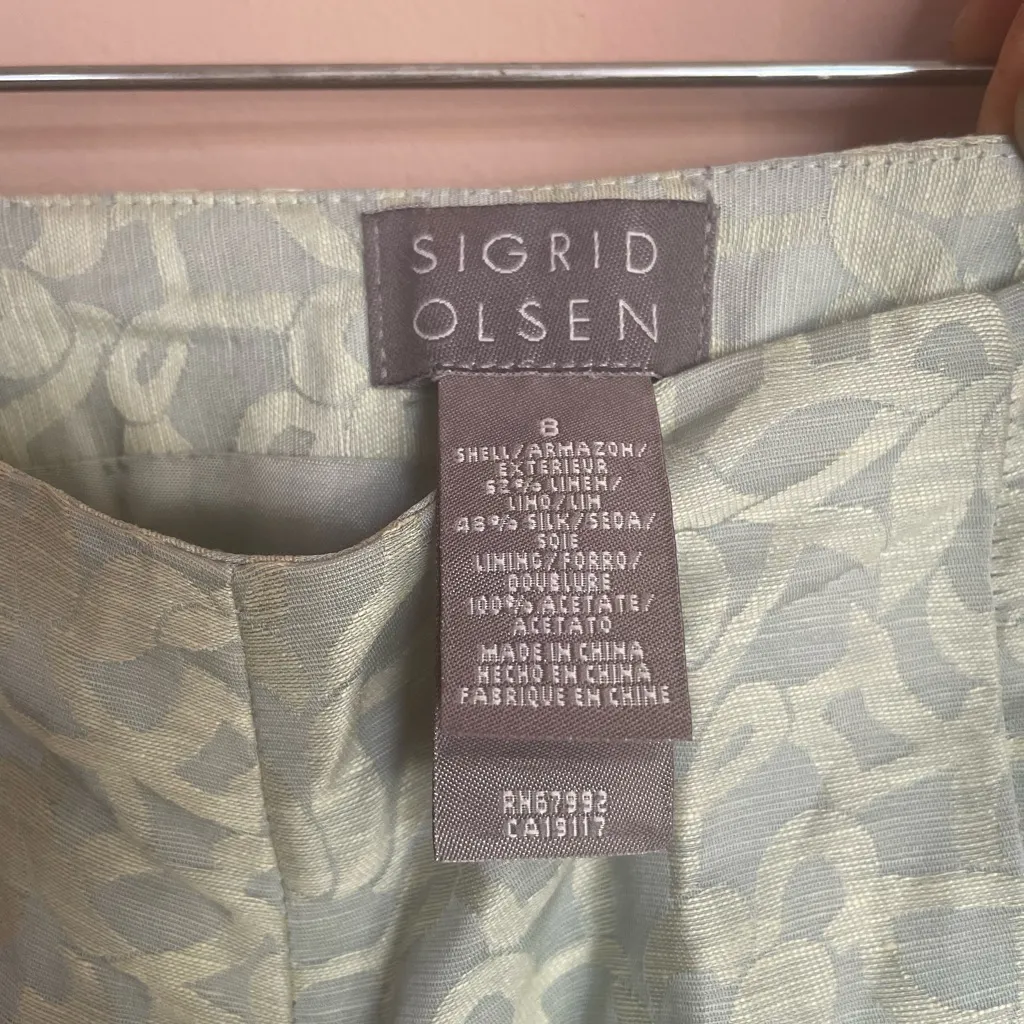 SIGRID
OLSEN
8
SHELL/ARMAZON/
EXTERIEUR
52% LINEN/
LINO/LIN
48% SILK/SEDA/
SOIE
LINING/FORRO/
DOUBLURE
100% ACETATE/
ACETATO
MADE IN CHINA
HECHO EN CHINA
FABRIQUE EN CHINE
RN67992
CA19117